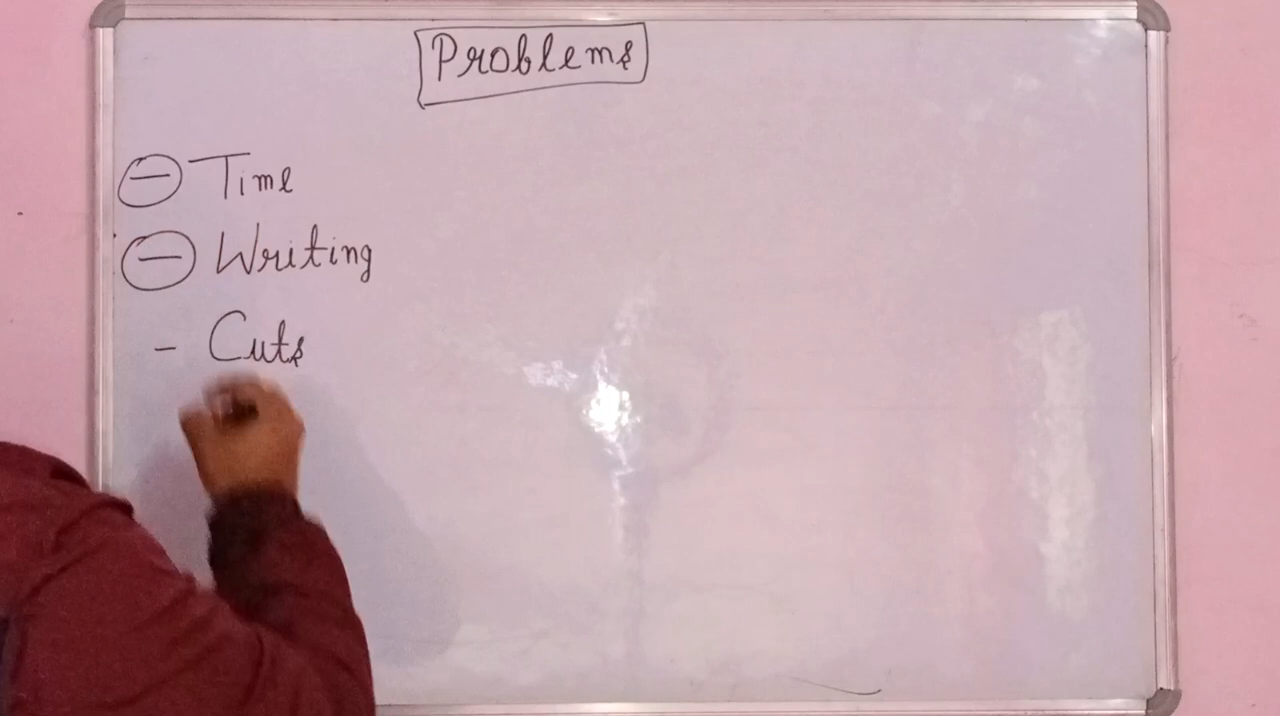 Problems
- Time
- Writing
- Cuts